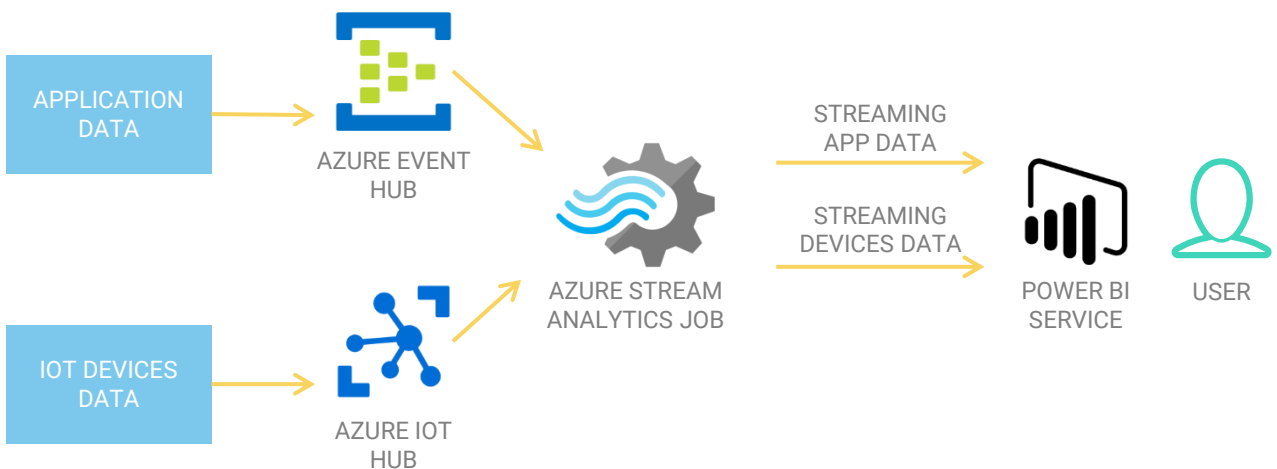 APPLICATION
DATA
AZURE EVENT
HUB
STREAMING
APP DATA
STREAMING
DEVICES DATA
AZURE STREAM
ANALYTICS JOB
POWER BI
SERVICE
USER
IOT DEVICES
DATA
AZURE IOT
HUB